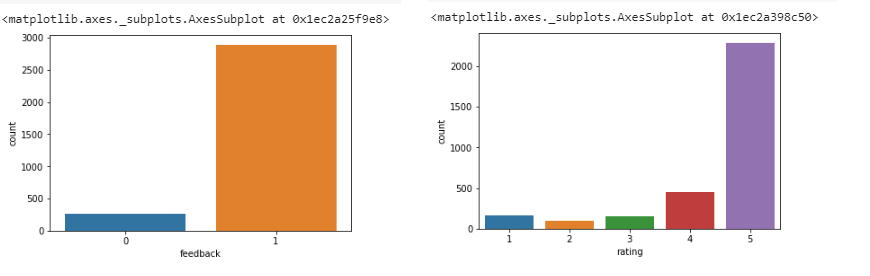 <matplotlib.axes._subplots.AxesSubplot at 0x1ec2a25f9e8>
3000
2500
2000
1500
1000
500
0
count
0 1
feedback
<matplotlib.axes._subplots.AxesSubplot at 0x1ec2a398c50>
2000
1500
1000
500
0
count
1 2 3 4 5
rating